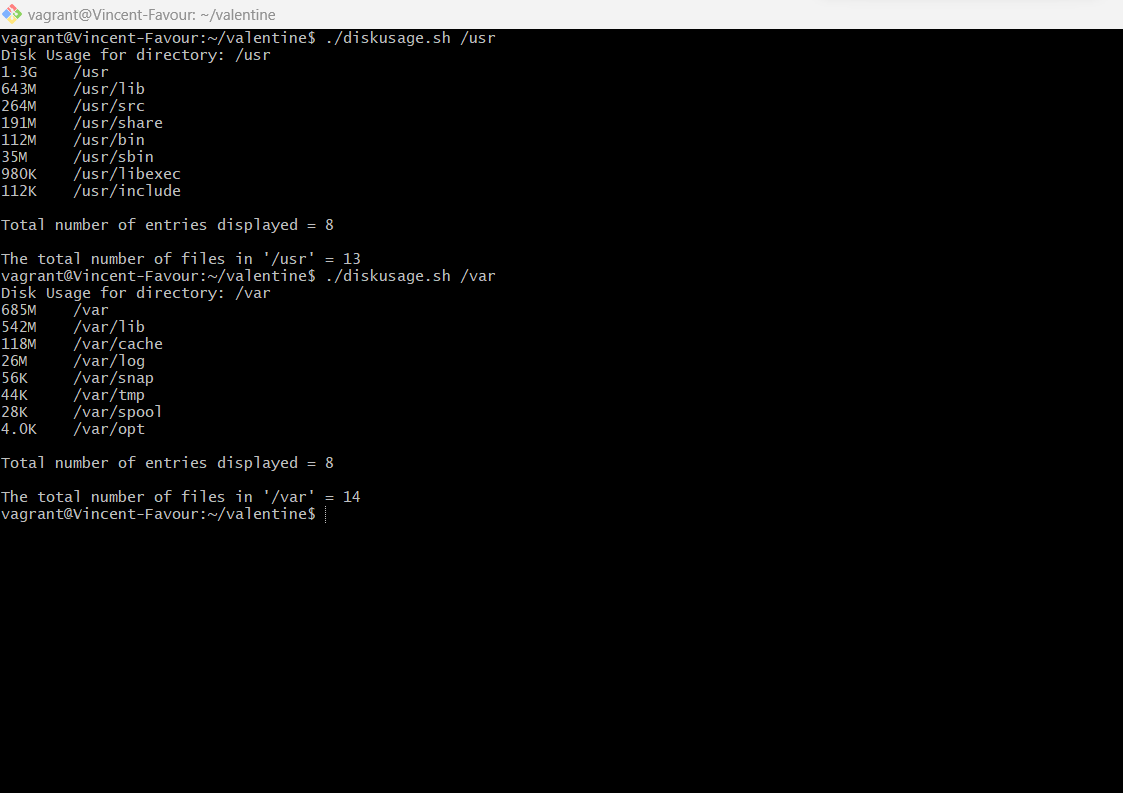 vagrant@Vincent-Favour: ~/valentine
vagrant@Vincent-Favour:~/valentine$ ./diskusage.sh /usr
Disk Usage for directory: /usr
1.3G    /usr
643M    /usr/lib
264M    /usr/src
191M    /usr/share
112M    /usr/bin
35M     /usr/sbin
980K    /usr/libexec
112K    /usr/include

Total number of entries displayed = 8

The total number of files in '/usr' = 13
vagrant@Vincent-Favour:~/valentine$ ./diskusage.sh /var
Disk Usage for directory: /var
685M    /var
542M    /var/lib
118M    /var/cache
26M     /var/log
56K     /var/snap
44K     /var/tmp
28K     /var/spool
4.0K    /var/opt

Total number of entries displayed = 8

The total number of files in '/var' = 14
vagrant@Vincent-Favour:~/valentine$